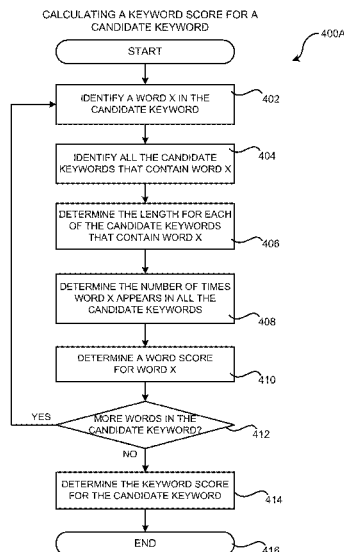 CALCULATING A KEYWORD SCORE FOR A
CANDIDATE KEYWORD
400A
START
IDENTIFY A WORD X IN THE
CANDIDATE KEYWORD
402
IDENTIFY ALL THE CANDIDATE
KEYWORDS THAT CONTAIN WORD X
404
DETERMINE THE LENGTH FOR EACH
OF THE CANDIDATE KEYWORDS
THAT CONTAIN WORD X
406
DETERMINE THE NUMBER OF TIMES
WORD X APPEARS IN ALL THE
CANDIDATE KEYWORDS
408
DETERMINE A WORD SCORE
FOR WORD X
410
YES
MORE WORDS IN THE
CANDIDATE KEYWORD?
412
NO
DETERMINE THE KEYWORD SCORE
FOR THE CANDIDATE KEYWORD
414
END
416